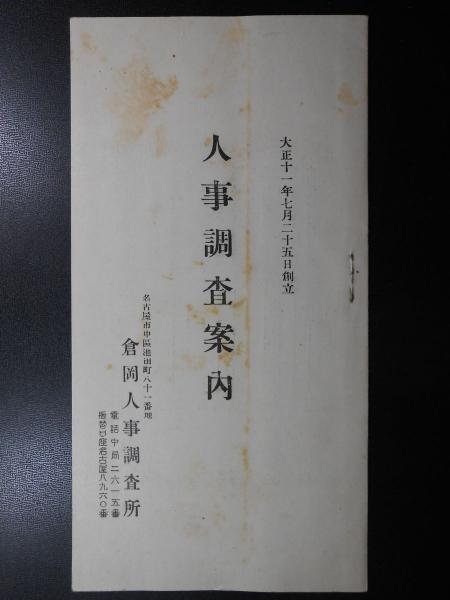 大正十一年七月二十五日創立
人事調査案内
名古屋市中區池田町八十一番地
倉岡人事調査所
電話中局二六一五番
振替口座名古屋八九六〇番